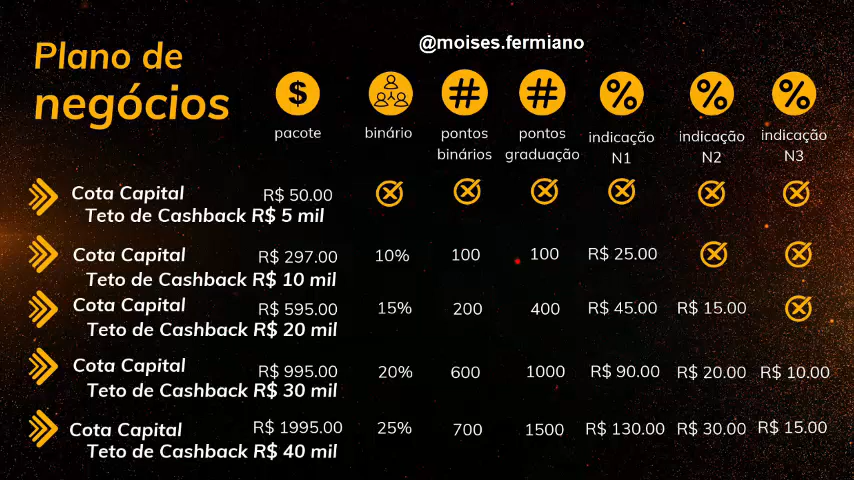 @moises.fermiano
Plano de
negócios
$
#
#
%
%
%
pacote
binário
pontos
binários
pontos
graduação
indicação
N1
indicação
N2
indicação
N3
Cota Capital R$ 50.00
Teto de Cashback R$ 5 mil
Cota Capital R$ 297.00 10% 100 100 R$ 25.00
Teto de Cashback R$ 10 mil
Cota Capital R$ 595.00 15% 200 400 R$ 45.00 R$ 15.00
Teto de Cashback R$ 20 mil
Cota Capital R$ 995.00 20% 600 1000 R$ 90.00 R$ 20.00 R$ 10.00
Teto de Cashback R$ 30 mil
Cota Capital R$ 1995.00 25% 700 1500 R$ 130.00 R$ 30.00 R$ 15.00
Teto de Cashback R$ 40 mil